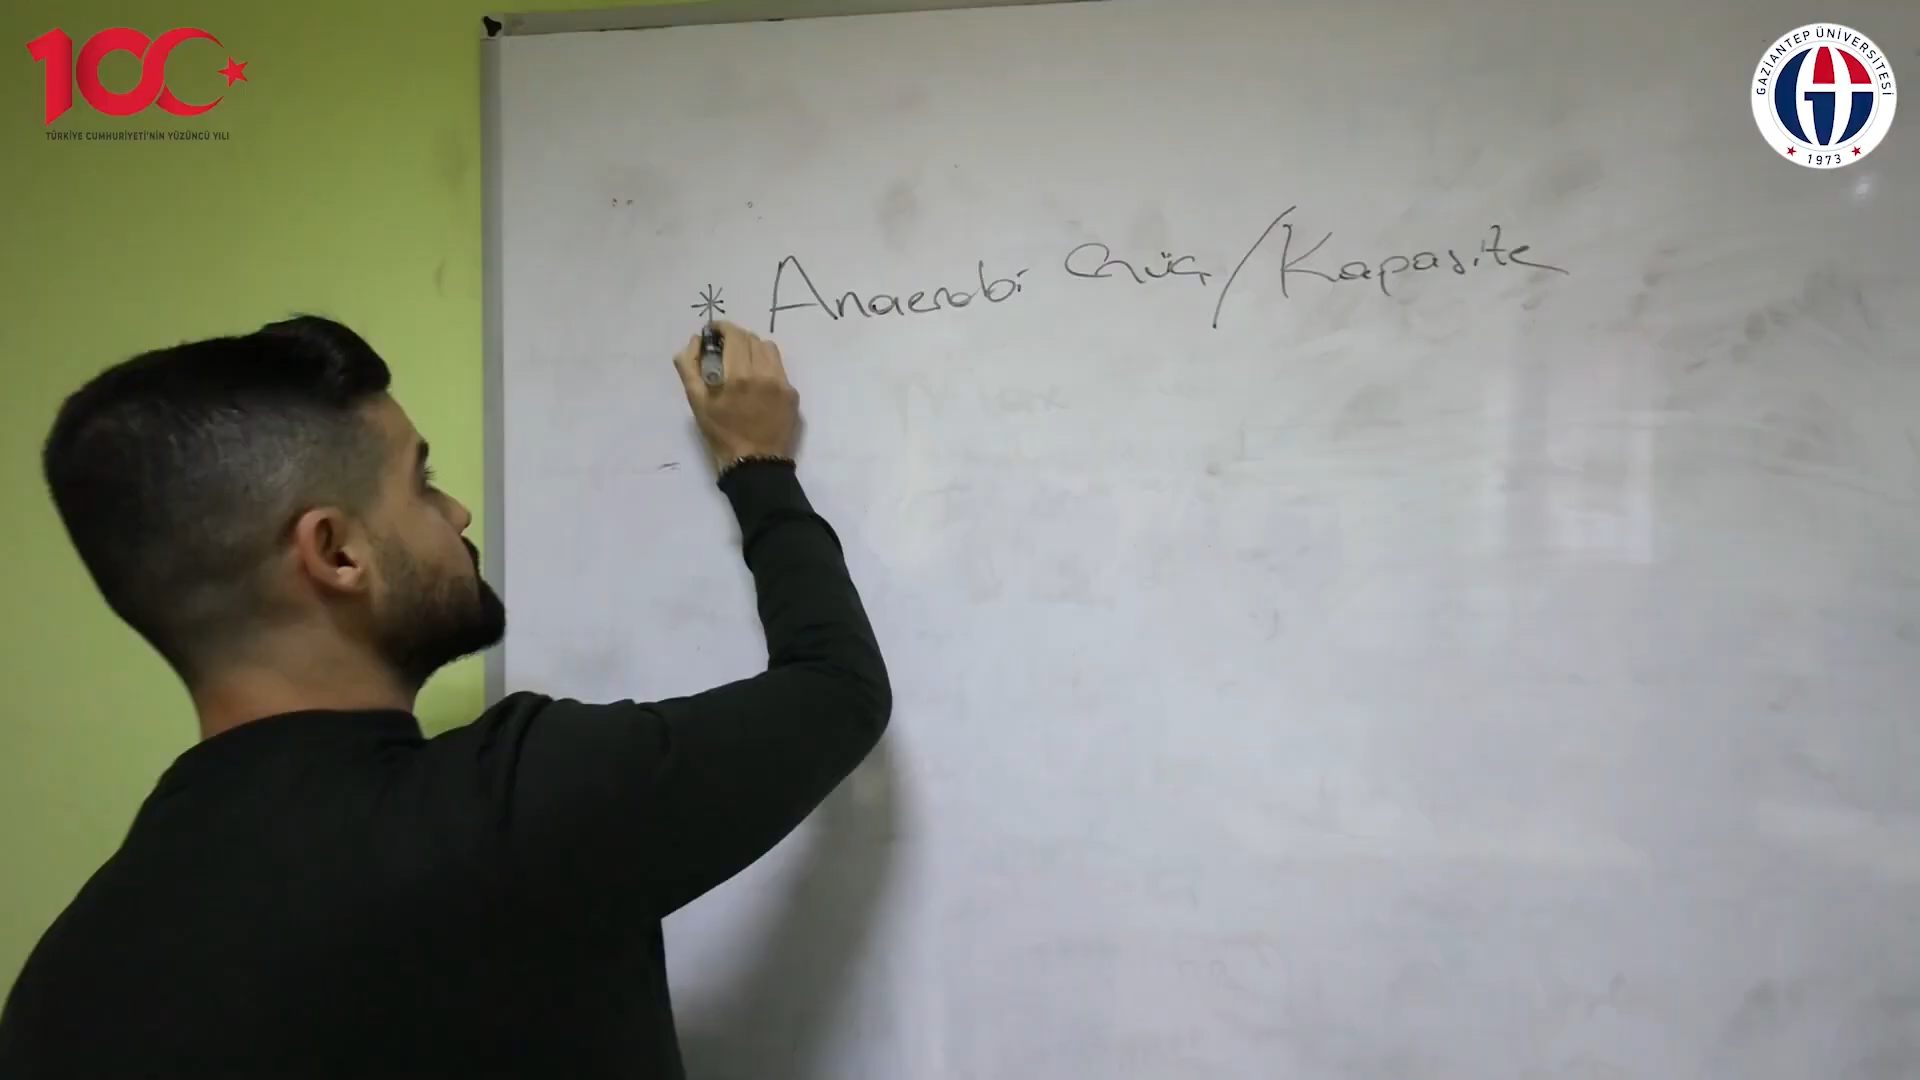 100
TÜRKİYE CUMHURİYETİ'NİN YÜZÜNCÜ YILI
GAZİANTEP ÜNİVERSİTESİ
1973
* Anaerobi Güç/Kapasite